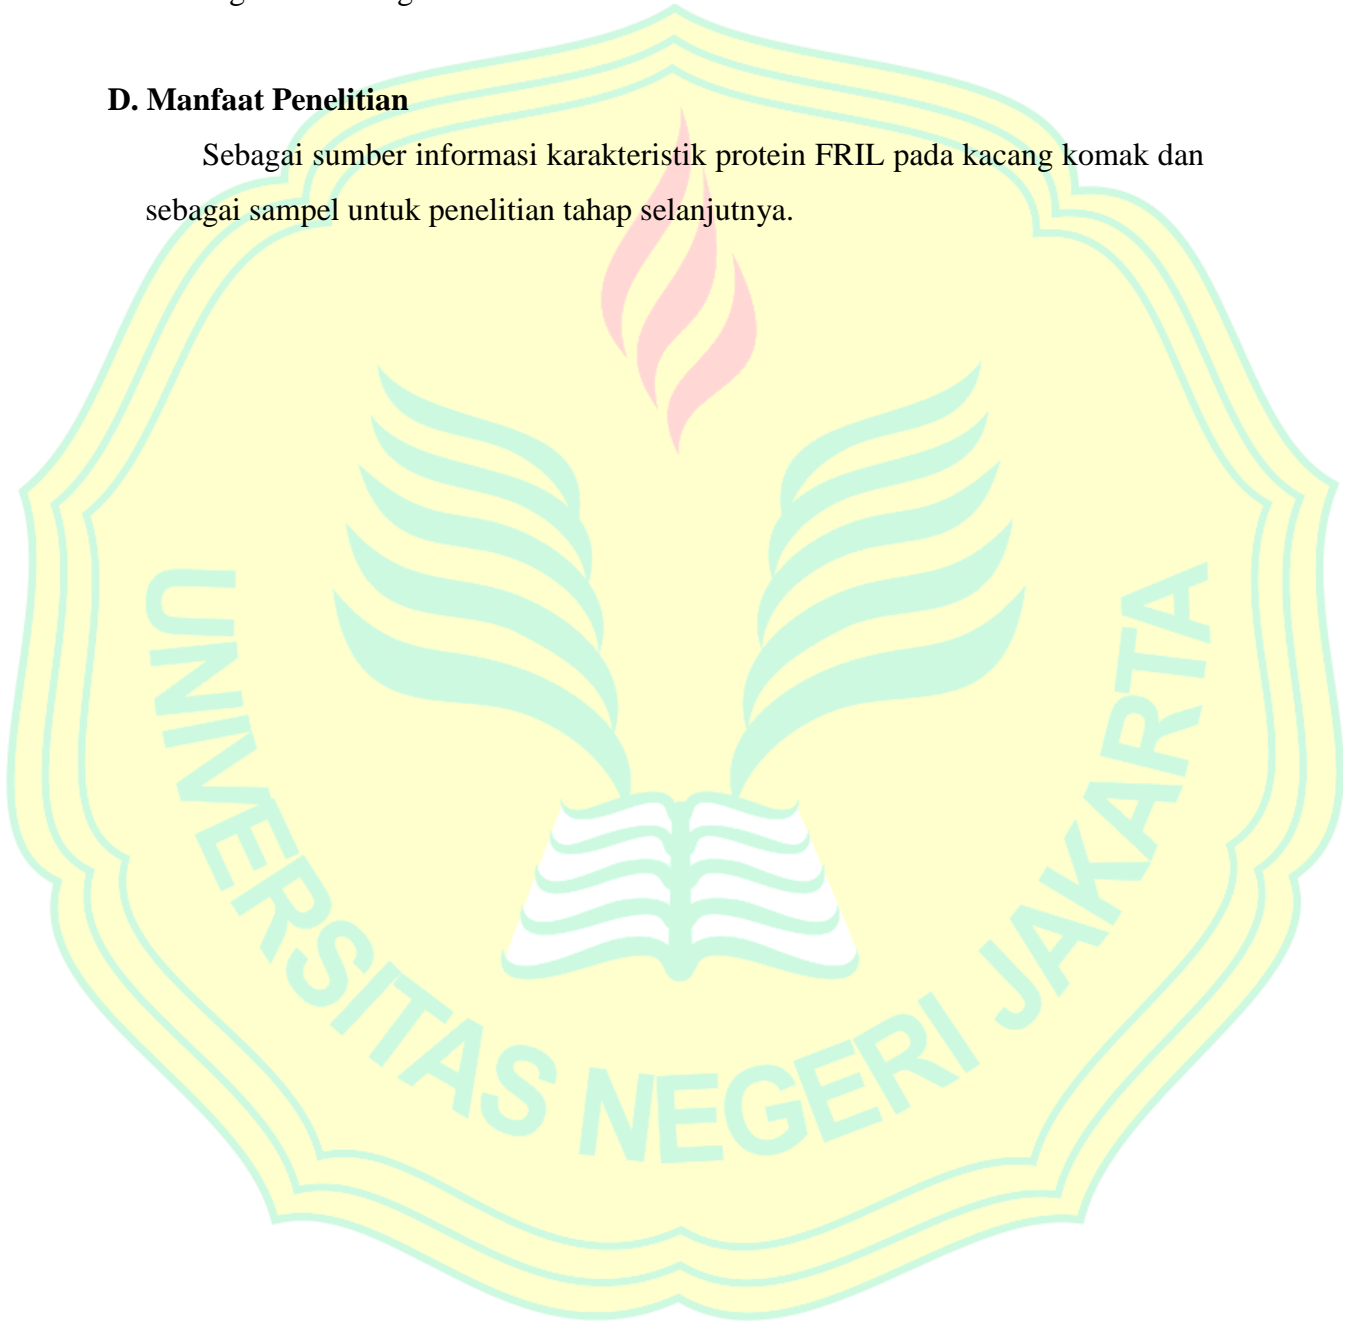 D. Manfaat Penelitian
Sebagai sumber informasi karakteristik protein FRIL pada kacang komak dan
sebagai sampel untuk penelitian tahap selanjutnya.
UNIVERSITAS NEGERI JAKARTA